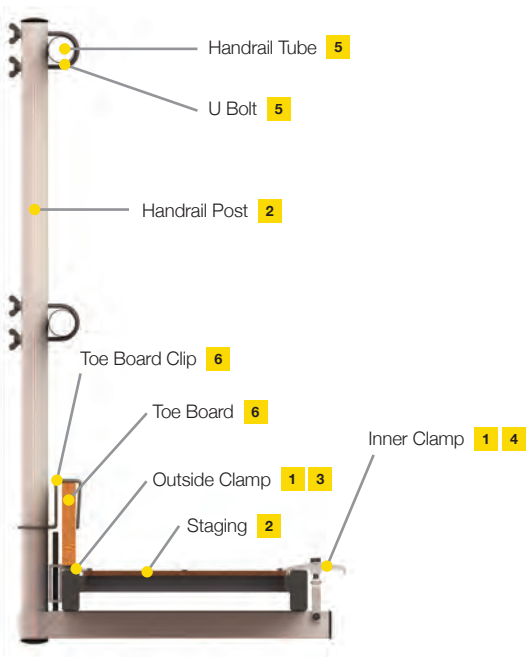 Handrail Tube 5
U Bolt 5
Handrail Post 2
Toe Board Clip 6
Toe Board 6
Inner Clamp 1 4
Outside Clamp 1 3
Staging 2